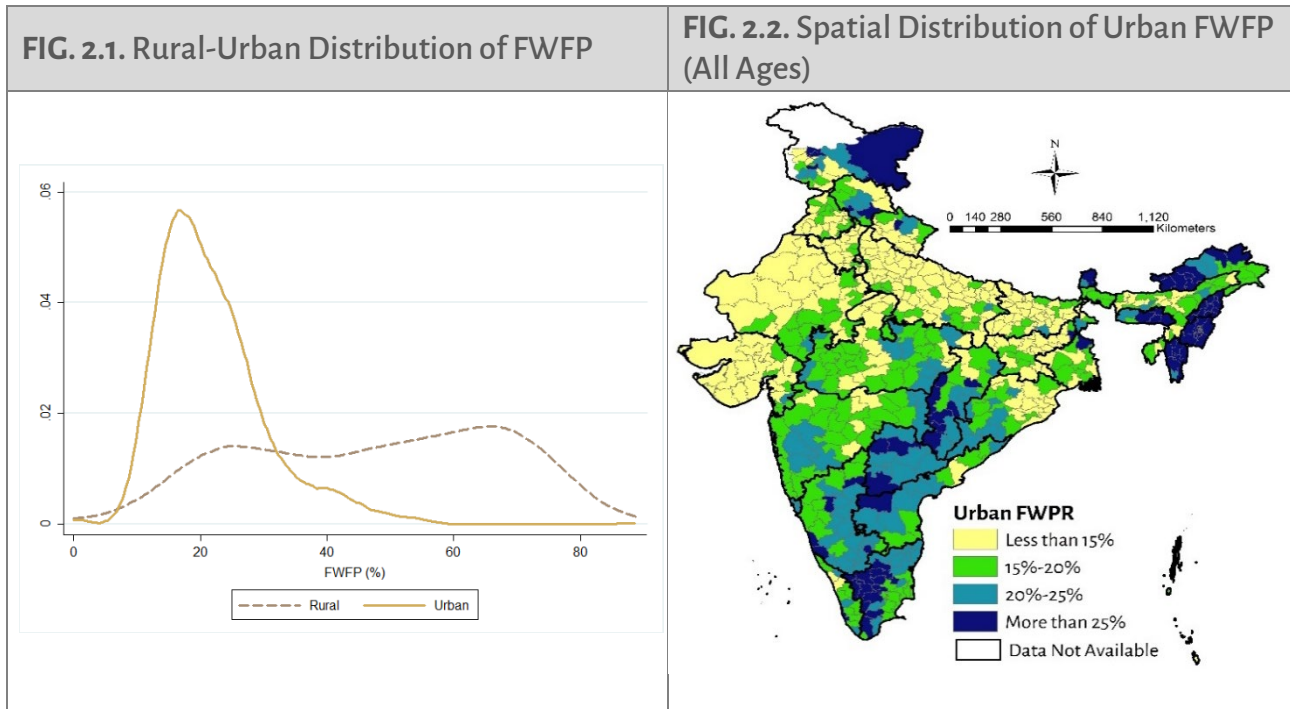 FIG. 2.1. Rural-Urban Distribution of FWFP
FIG. 2.2. Spatial Distribution of Urban FWFP
(All Ages)
.06
.04
.02
0
0 20 40 60 80
FWFP (%)
Rural Urban
N
0 140 280 560 840 1,120
Kilometers
Urban FWPR
Less than 15%
15%-20%
20%-25%
More than 25%
Data Not Available